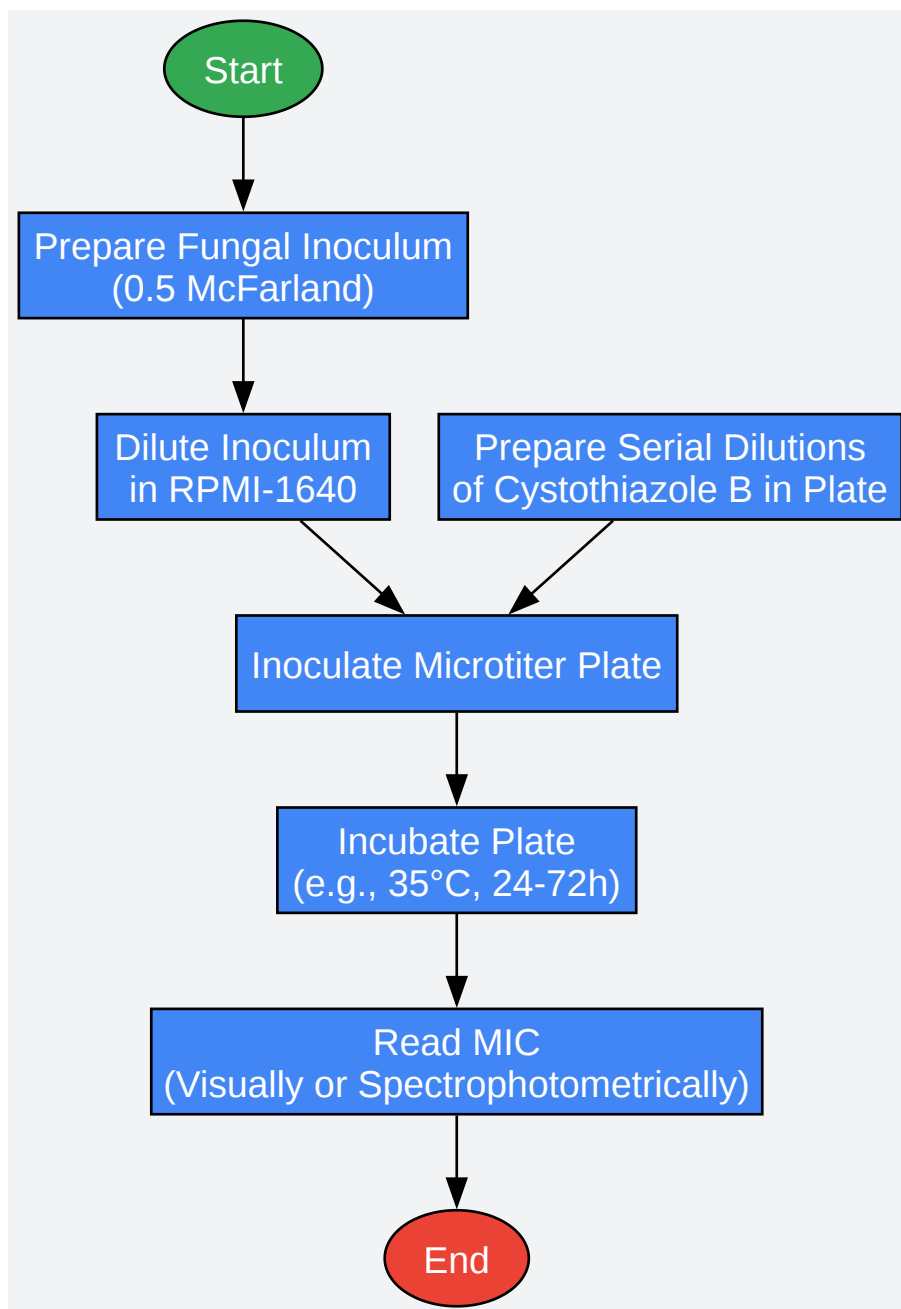 Start
Prepare Fungal Inoculum
(0.5 McFarland)
Dilute Inoculum
in RPMI-1640
Prepare Serial Dilutions
of Cystothiazole B in Plate
Inoculate Microtiter Plate
Incubate Plate
(e.g., 35°C, 24-72h)
Read MIC
(Visually or Spectrophotometrically)
End